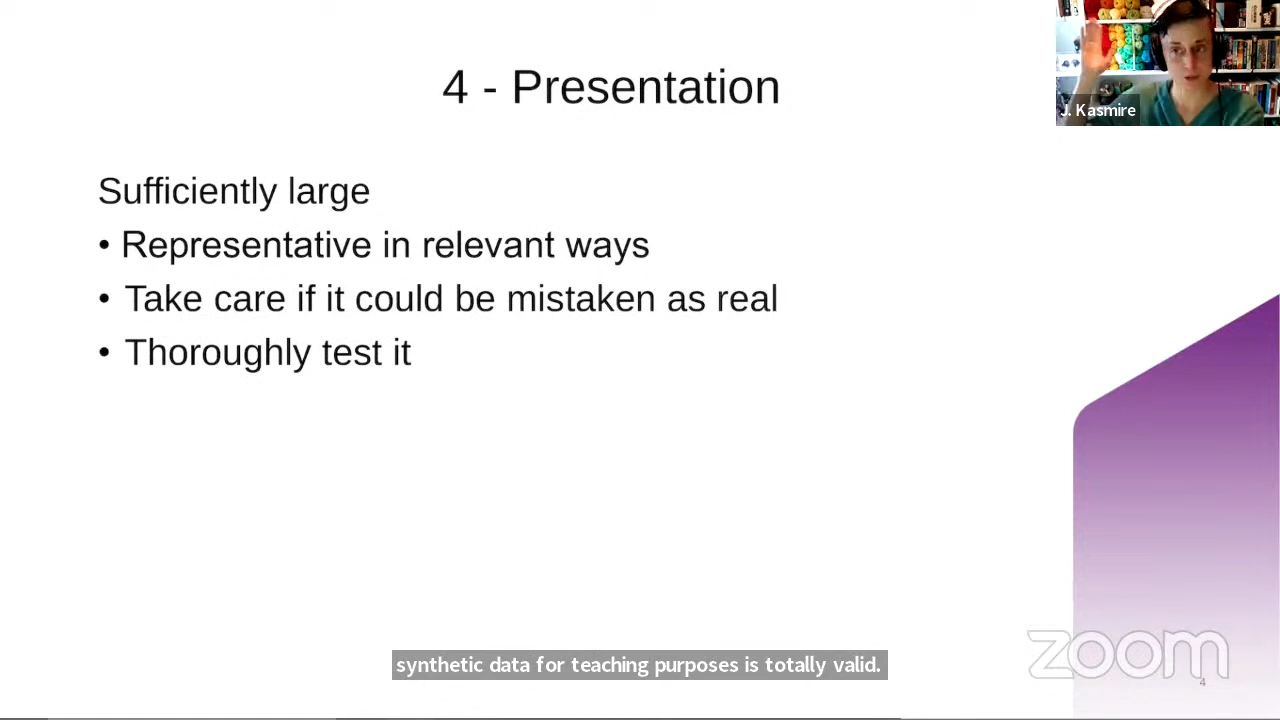 4 - Presentation
J. Kasmire
Sufficiently large
• Representative in relevant ways
• Take care if it could be mistaken as real
• Thoroughly test it
synthetic data for teaching purposes is totally valid.
zoom
4